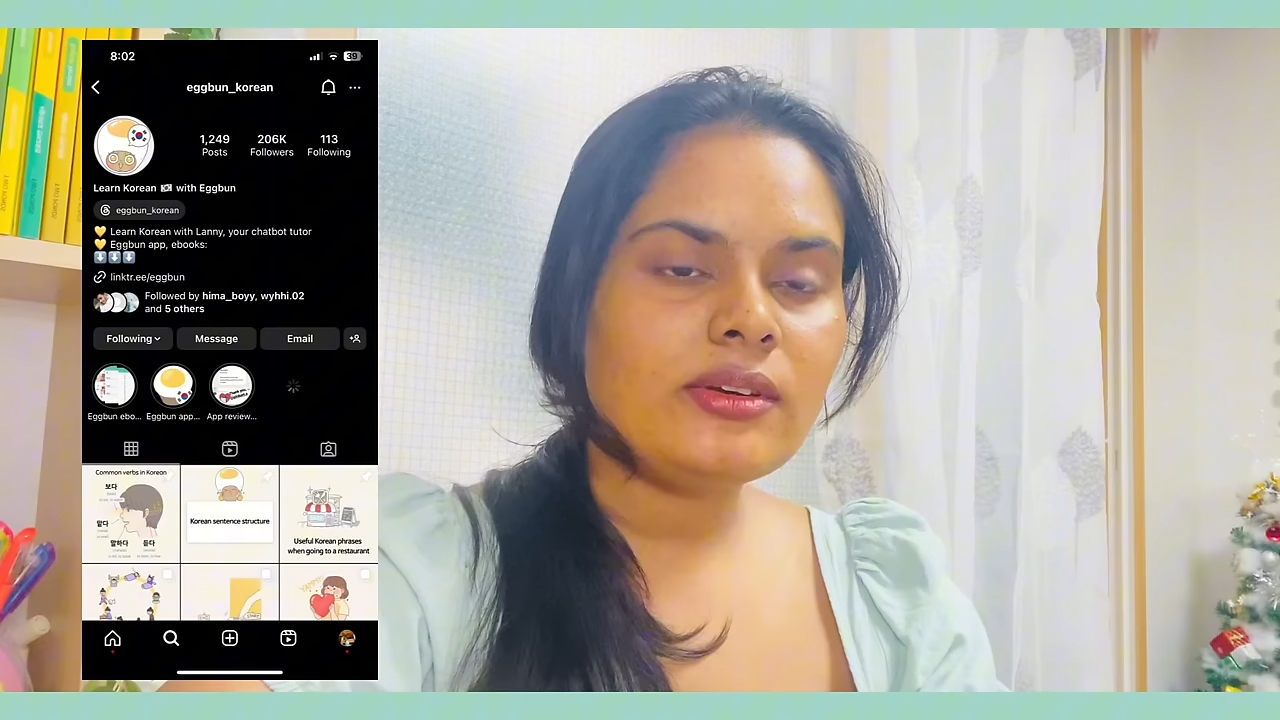 8:02
39
eggbun_korean
1,249
206K
113
Posts
Followers
Following
Learn Korean 🇰🇷 with Eggbun
eggbun_korean
💛 Learn Korean with Lanny, your chatbot tutor
💛 Eggbun app, ebooks:
⬇️⬇️⬇️
linktr.ee/eggbun
Followed by hima_boyy, wyhhi.02
and 5 others
Following
Message
Email
Eggbun ebo...
Eggbun app...
App review...
Common verbs in Korean
보다
맡다
말하다
듣다
Korean sentence structure
Useful Korean phrases
when going to a restaurant